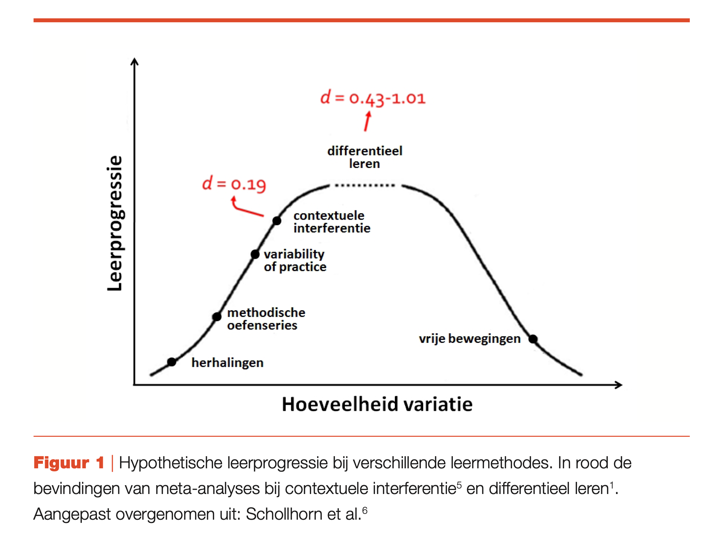 d = 0.43-1.01
differentieel
leren
d = 0.19
contextuele
interferentie
variability
of practice
methodische
oefenseries
vrije bewegingen
herhalingen
Leerprogressie
Hoeveelheid variatie
Figuur 1 | Hypothetische leerprogressie bij verschillende leermethodes. In rood de
bevindingen van meta-analyses bij contextuele interferentie⁵ en differentieel leren¹.
Aangepast overgenomen uit: Schollhorn et al.⁶